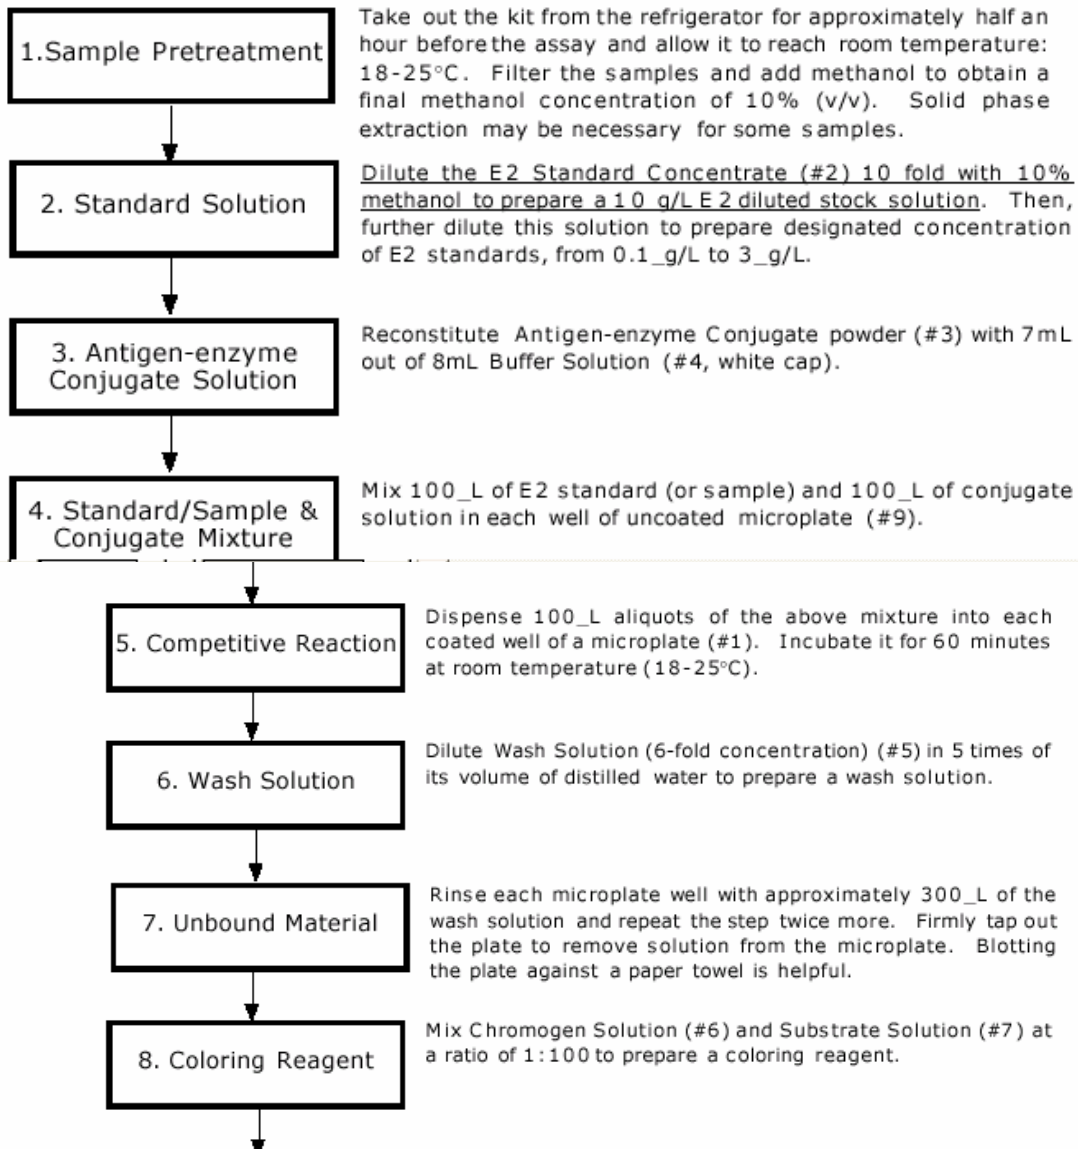 1.Sample Pretreatment
Take out the kit from the refrigerator for approximately half an
hour before the assay and allow it to reach room temperature:
18-25°C. Filter the samples and add methanol to obtain a
final methanol concentration of 10% (v/v). Solid phase
extraction may be necessary for some samples.
2. Standard Solution
Dilute the E2 Standard Concentrate (#2) 10 fold with 10%
methanol to prepare a 10 g/L E2 diluted stock solution. Then,
further dilute this solution to prepare designated concentration
of E2 standards, from 0.1_g/L to 3_g/L.
3. Antigen-enzyme
Conjugate Solution
Reconstitute Antigen-enzyme Conjugate powder (#3) with 7mL
out of 8mL Buffer Solution (#4, white cap).
4. Standard/Sample &
Conjugate Mixture
Mix 100_L of E2 standard (or sample) and 100_L of conjugate
solution in each well of uncoated microplate (#9).
5. Competitive Reaction
Dispense 100_L aliquots of the above mixture into each
coated well of a microplate (#1). Incubate it for 60 minutes
at room temperature (18-25°C).
6. Wash Solution
Dilute Wash Solution (6-fold concentration) (#5) in 5 times of
its volume of distilled water to prepare a wash solution.
7. Unbound Material
Rinse each microplate well with approximately 300_L of the
wash solution and repeat the step twice more. Firmly tap out
the plate to remove solution from the microplate. Blotting
the plate against a paper towel is helpful.
8. Coloring Reagent
Mix Chromogen Solution (#6) and Substrate Solution (#7) at
a ratio of 1:100 to prepare a coloring reagent.